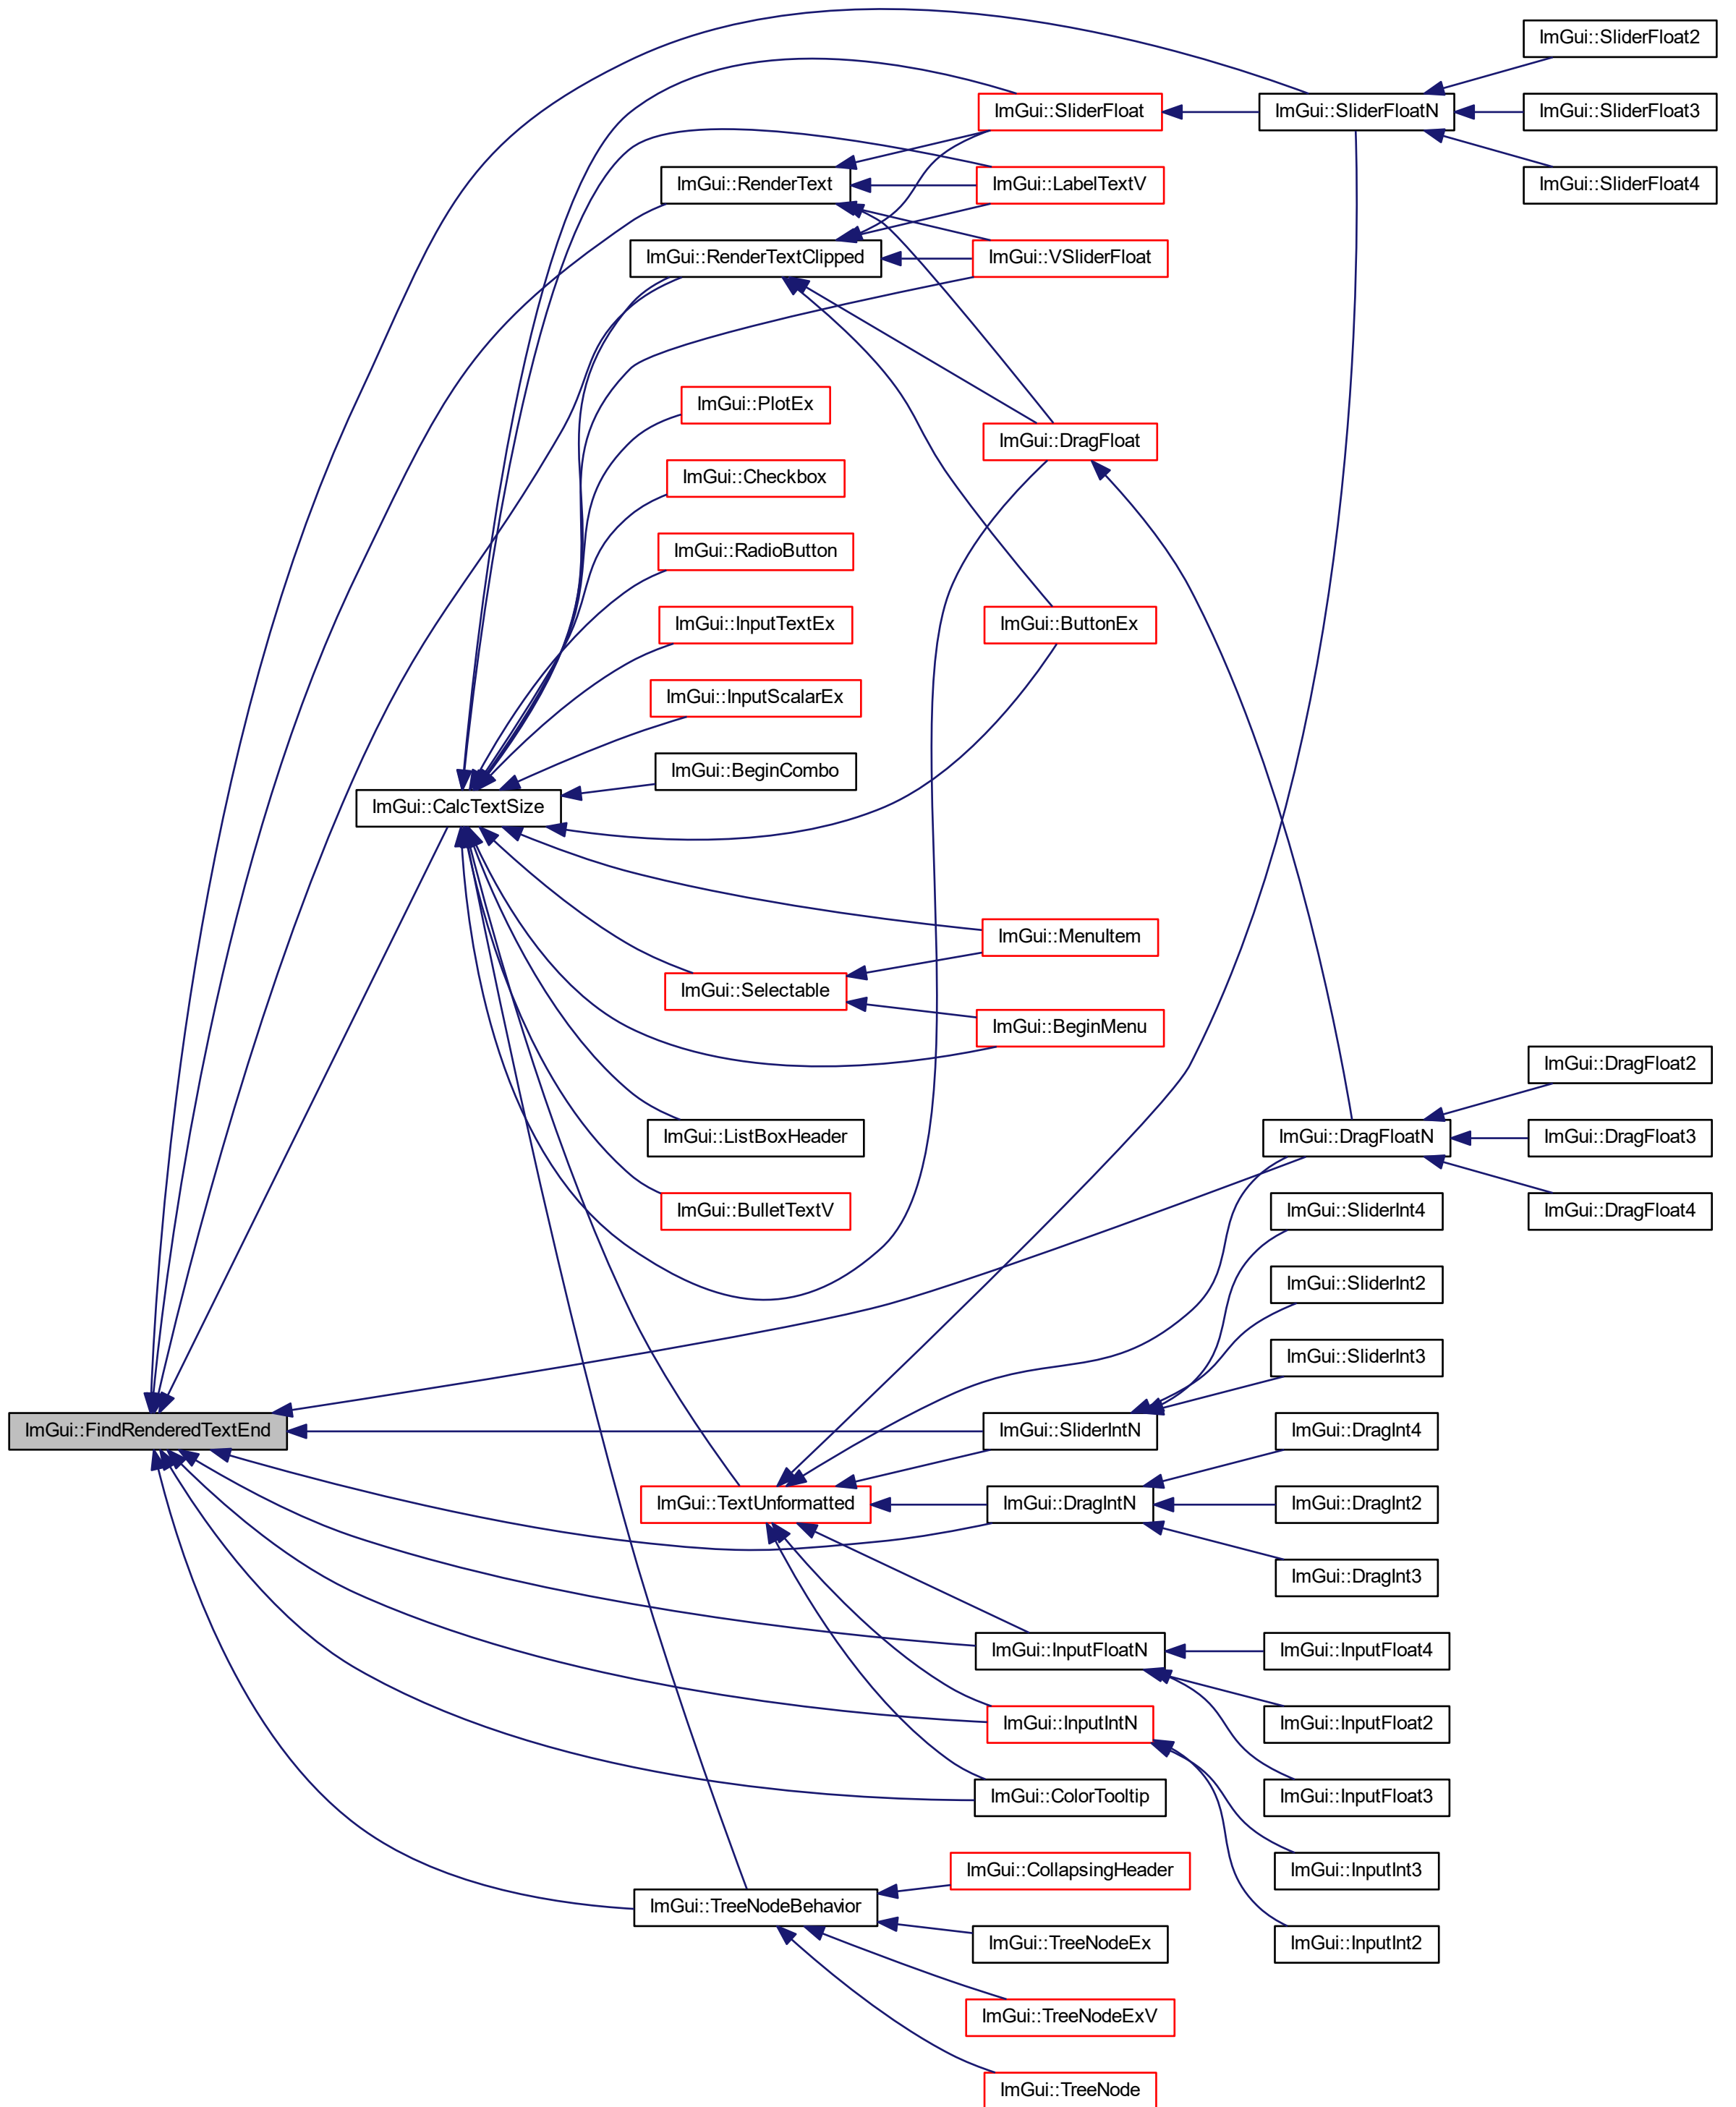 ImGui::SliderFloat2
ImGui::SliderFloat
ImGui::SliderFloatN
ImGui::SliderFloat3
ImGui::RenderText
ImGui::LabelTextV
ImGui::SliderFloat4
ImGui::RenderTextClipped
ImGui::VSliderFloat
ImGui::PlotEx
ImGui::DragFloat
ImGui::Checkbox
ImGui::RadioButton
ImGui::InputTextEx
ImGui::ButtonEx
ImGui::InputScalarEx
ImGui::BeginCombo
ImGui::CalcTextSize
ImGui::MenuItem
ImGui::Selectable
ImGui::BeginMenu
ImGui::DragFloat2
ImGui::ListBoxHeader
ImGui::DragFloatN
ImGui::DragFloat3
ImGui::BulletTextV
ImGui::SliderInt4
ImGui::DragFloat4
ImGui::SliderInt2
ImGui::SliderInt3
ImGui::FindRenderedTextEnd
ImGui::SliderIntN
ImGui::DragInt4
ImGui::TextUnformatted
ImGui::DragIntN
ImGui::DragInt2
ImGui::DragInt3
ImGui::InputFloatN
ImGui::InputFloat4
ImGui::InputIntN
ImGui::InputFloat2
ImGui::ColorTooltip
ImGui::InputFloat3
ImGui::CollapsingHeader
ImGui::InputInt3
ImGui::TreeNodeBehavior
ImGui::TreeNodeEx
ImGui::InputInt2
ImGui::TreeNodeExV
ImGui::TreeNode